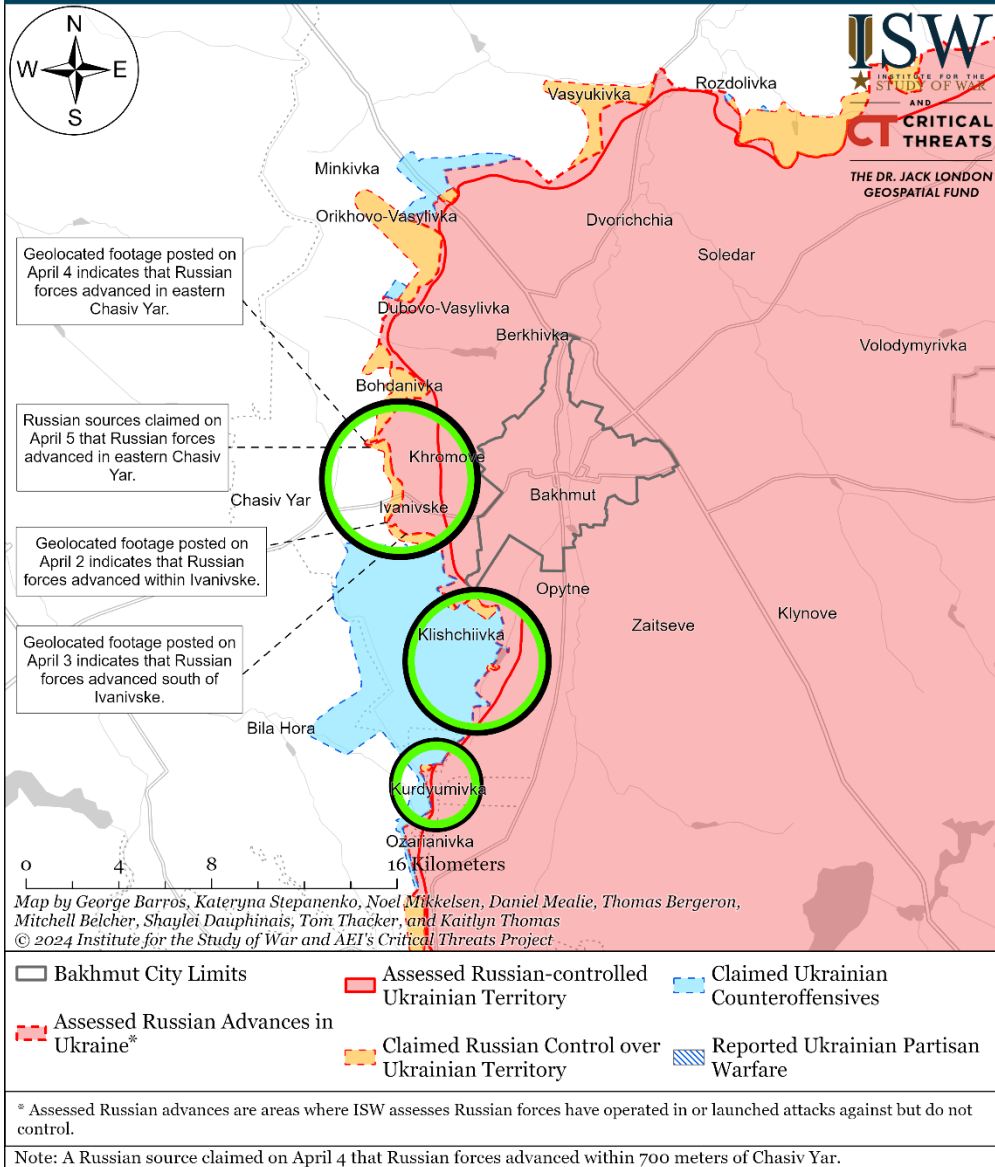 N
W
E
S
ISW
INSTITUTE FOR THE
STUDY OF WAR
AND
CT CRITICAL
THREATS
THE DR. JACK LONDON
GEOSPATIAL FUND
Vasyukivka
Rozdolivka
Minkivka
Orikhovo-Vasylivka
Dvorichchia
Soledar
Geolocated footage posted on
April 4 indicates that Russian
forces advanced in eastern
Chasiv Yar.
Dubovo-Vasylivka
Berkhivka
Volodymyrivka
Bohdanivka
Russian sources claimed on
April 5 that Russian forces
advanced in eastern Chasiv
Yar.
Khromove
Chasiv Yar
Ivanivske
Bakhmut
Geolocated footage posted on
April 2 indicates that Russian
forces advanced within Ivanivske.
Opytne
Klishchiivka
Zaitseve
Klynove
Geolocated footage posted on
April 3 indicates that Russian
forces advanced south of
Ivanivske.
Bila Hora
Kurdyumivka
Ozarianivka
0 4 8 16 Kilometers
Map by George Barros, Kateryna Stepanenko, Noel Mikkelsen, Daniel Mealie, Thomas Bergeron,
Mitchell Belcher, Shaylei Dauphinais, Tom Thacker, and Kaitlyn Thomas
© 2024 Institute for the Study of War and AEI's Critical Threats Project
Bakhmut City Limits
Assessed Russian Advances in
Ukraine*
Assessed Russian-controlled
Ukrainian Territory
Claimed Russian Control over
Ukrainian Territory
Claimed Ukrainian
Counteroffensives
Reported Ukrainian Partisan
Warfare
* Assessed Russian advances are areas where ISW assesses Russian forces have operated in or launched attacks against but do not
control.
Note: A Russian source claimed on April 4 that Russian forces advanced within 700 meters of Chasiv Yar.